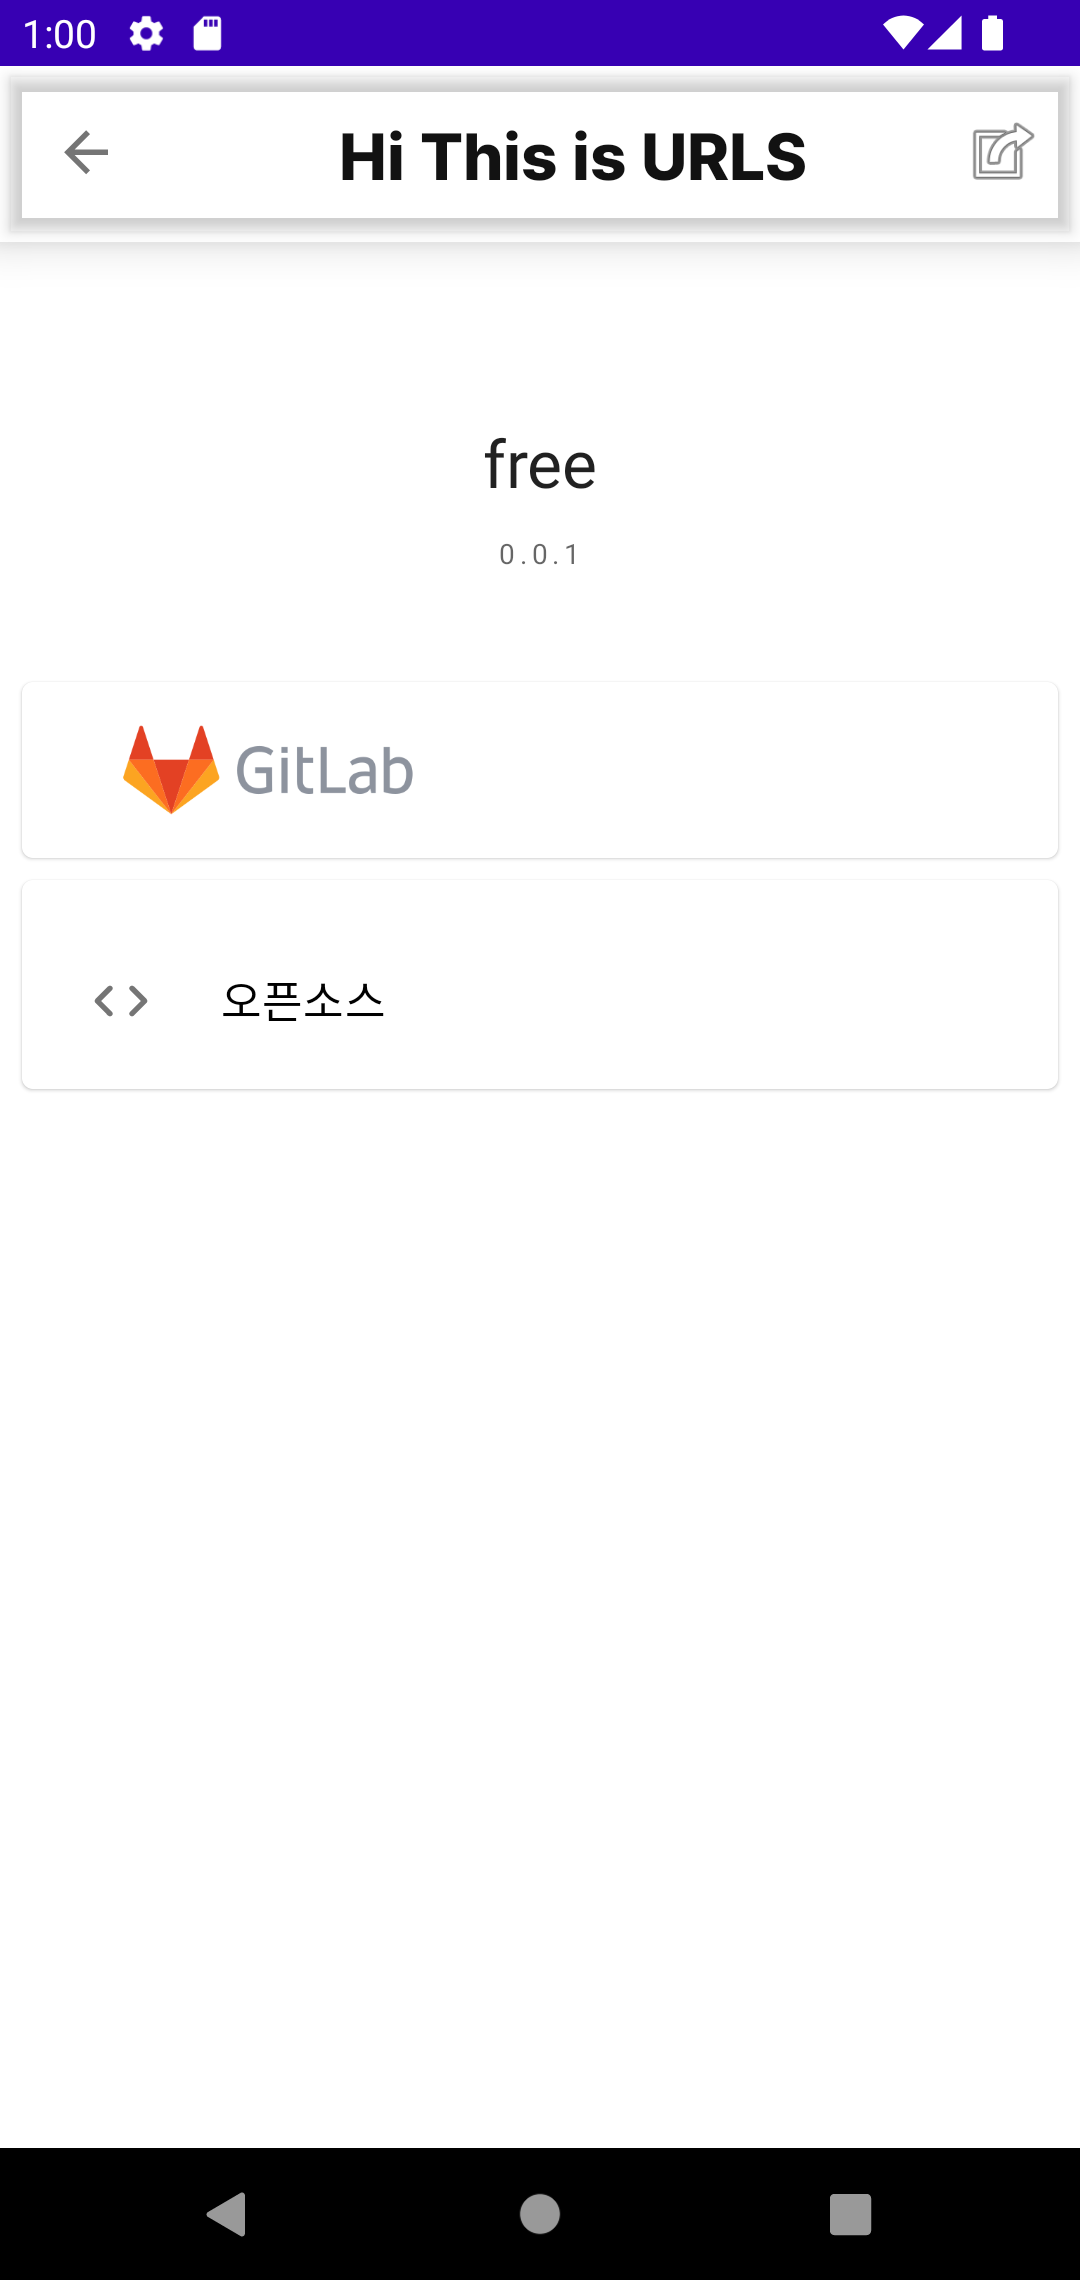 1:00
Hi This is URLS
free
0.0.1
GitLab
오픈소스